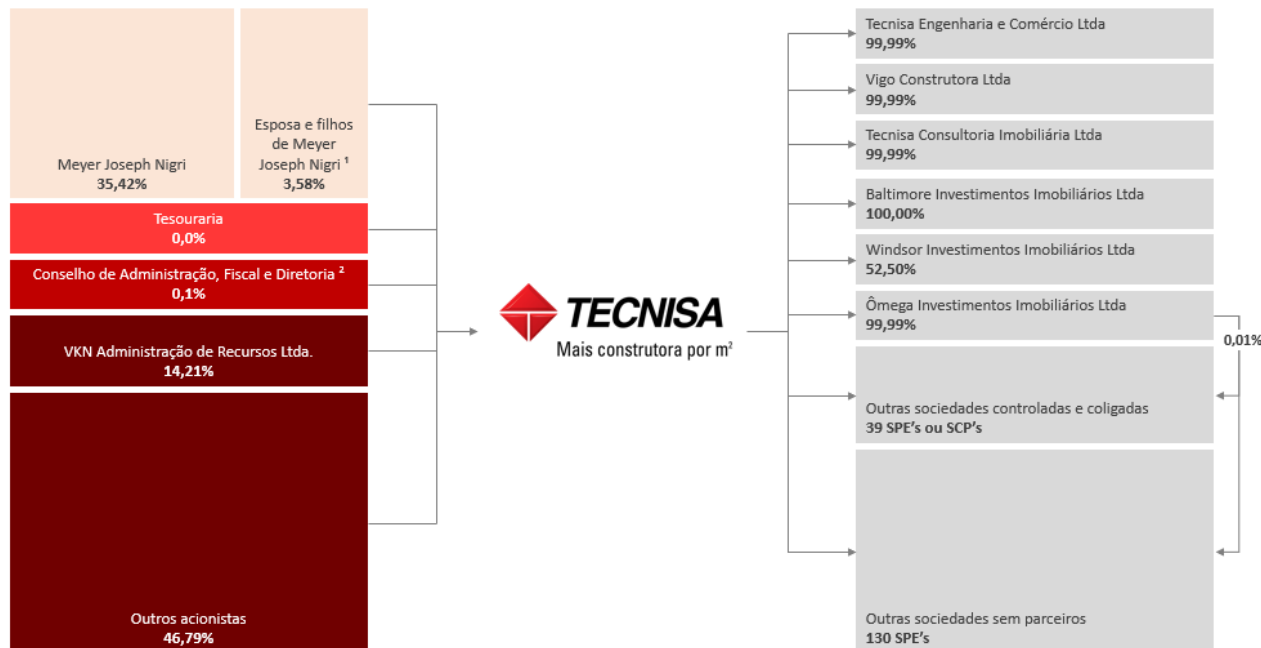 Meyer Joseph Nigri
35,42%
Esposa e filhos
de Meyer
Joseph Nigri ¹
3,58%
Tesouraria
0,0%
Conselho de Administração, Fiscal e Diretoria ²
0,1%
VKN Administração de Recursos Ltda.
14,21%
Outros acionistas
46,79%
TECNISA
Mais construtora por m²
Tecnisa Engenharia e Comércio Ltda
99,99%
Vigo Construtora Ltda
99,99%
Tecnisa Consultoria Imobiliária Ltda
99,99%
Baltimore Investimentos Imobiliários Ltda
100,00%
Windsor Investimentos Imobiliários Ltda
52,50%
Ômega Investimentos Imobiliários Ltda
99,99%
0,01%
Outras sociedades controladas e coligadas
39 SPE’s ou SCP’s
Outras sociedades sem parceiros
130 SPE’s